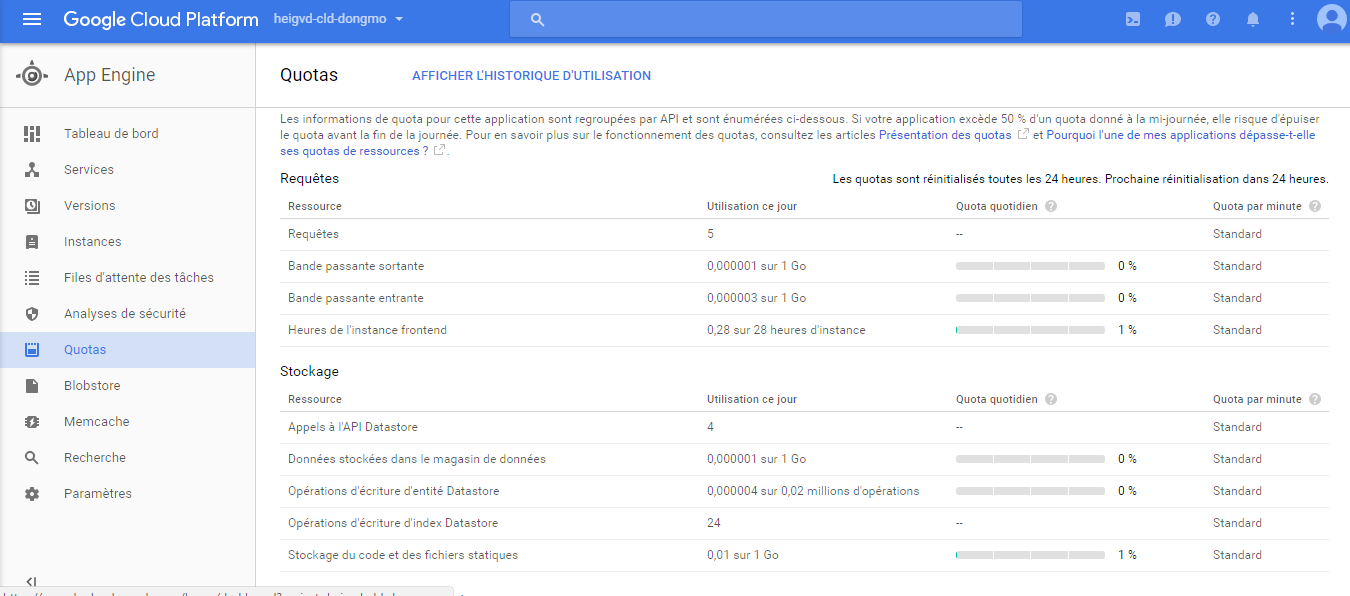 Google Cloud Platform heigvd-cld-dongmo
App Engine
Tableau de bord
Services
Versions
Instances
Files d'attente des tâches
Analyses de sécurité
Quotas
Blobstore
Memcache
Recherche
Paramètres
Quotas AFFICHER L'HISTORIQUE D'UTILISATION
Les informations de quota pour cette application sont regroupées par API et sont énumérées ci-dessous. Si votre application excède 50 % d'un quota donné à la mi-journée, elle risque d'épuiser
le quota avant la fin de la journée. Pour en savoir plus sur le fonctionnement des quotas, consultez les articles Présentation des quotas et Pourquoi l'une de mes applications dépasse-t-elle
ses quotas de ressources ? .
Requêtes Les quotas sont réinitialisés toutes les 24 heures. Prochaine réinitialisation dans 24 heures.
Ressource Utilisation ce jour Quota quotidien ? Quota par minute ?
Requêtes 5 -- Standard
Bande passante sortante 0,000001 sur 1 Go 0 % Standard
Bande passante entrante 0,000003 sur 1 Go 0 % Standard
Heures de l'instance frontend 0,28 sur 28 heures d'instance 1 % Standard
Stockage
Ressource Utilisation ce jour Quota quotidien ? Quota par minute ?
Appels à l'API Datastore 4 -- Standard
Données stockées dans le magasin de données 0,000001 sur 1 Go 0 % Standard
Opérations d'écriture d'entité Datastore 0,000004 sur 0,02 millions d'opérations 0 % Standard
Opérations d'écriture d'index Datastore 24 -- Standard
Stockage du code et des fichiers statiques 0,01 sur 1 Go 1 % Standard